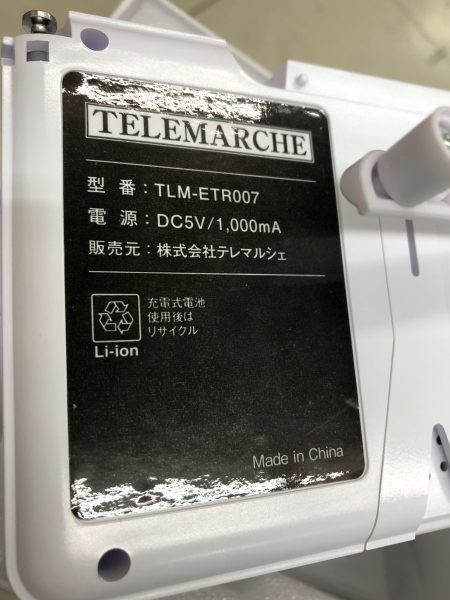 TELEMARCHE
型番：TLM-ETR007
電源：DC5V/1,000mA
販売元：株式会社テレマルシェ
充電式電池
使用後は
リサイクル
Li-ion
Made in China